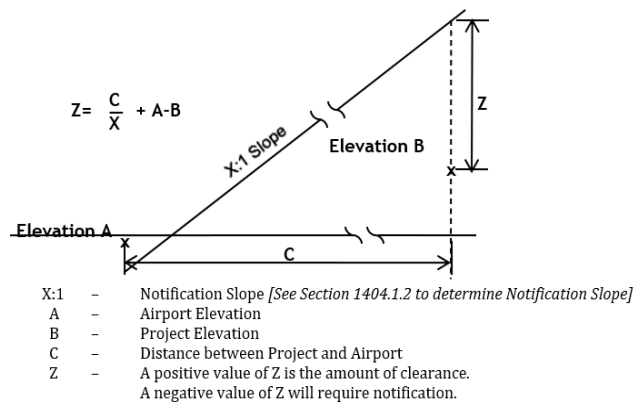 Z= C/X + A-B
Z
X:1 Slope
Elevation B
x
Elevation A
x
C
X:1 – Notification Slope [See Section 1404.1.2 to determine Notification Slope]
A – Airport Elevation
B – Project Elevation
C – Distance between Project and Airport
Z – A positive value of Z is the amount of clearance.
A negative value of Z will require notification.